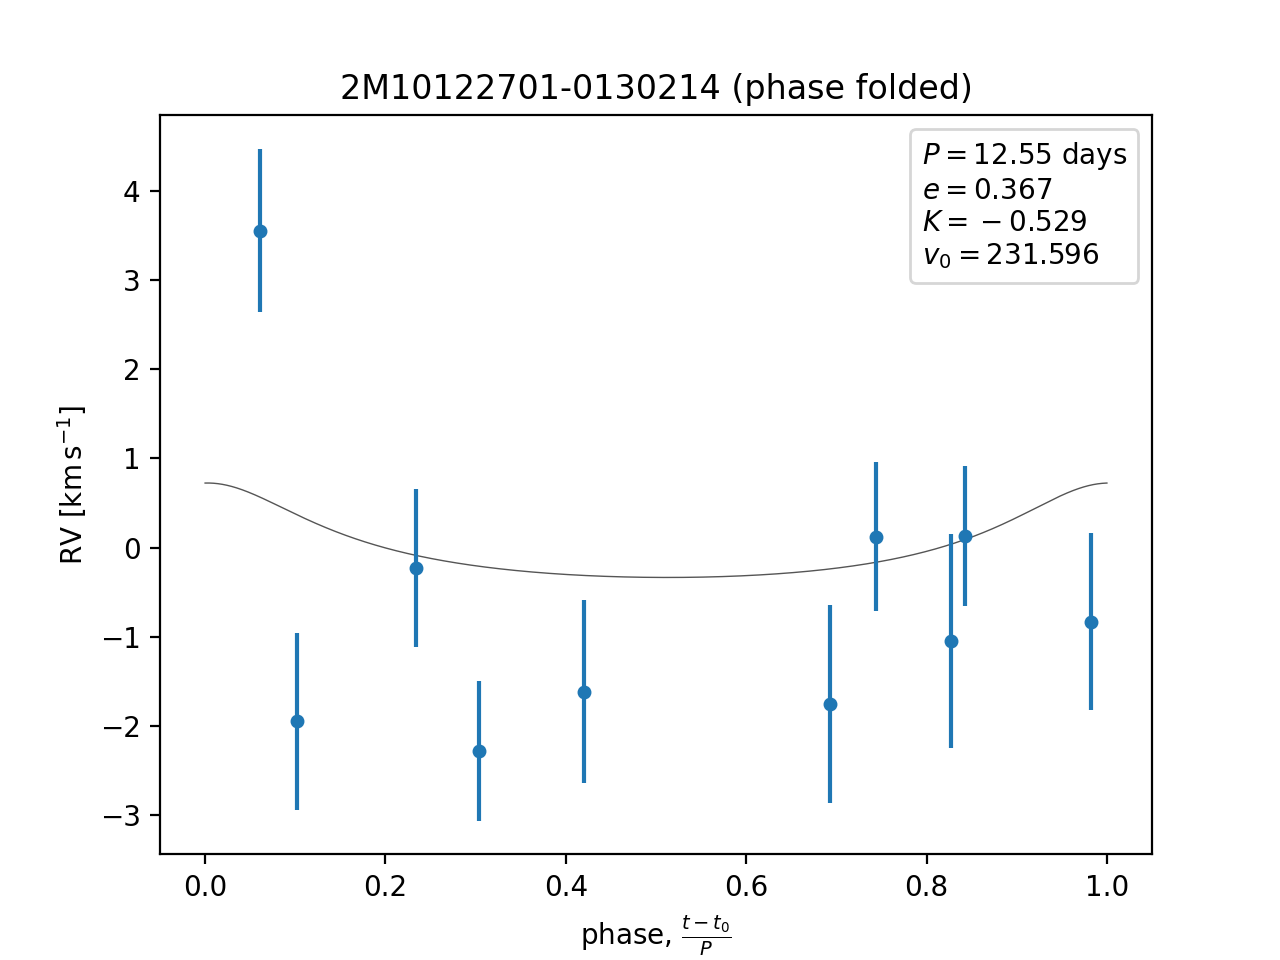 2M10122701-0130214 (phase folded)
P = 12.55 days
e = 0.367
K = −0.529
v₀ = 231.596
4
3
2
1
0
−1
−2
−3
RV [km s⁻¹]
0.0 0.2 0.4 0.6 0.8 1.0
phase, (t − t₀)/P